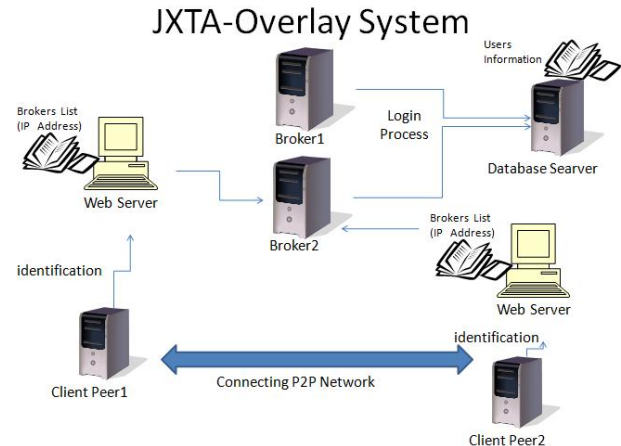 JXTA-Overlay System
Users
Information
Brokers List
(IP Address)
Broker1
Login
Process
Database Searver
Web Server
Broker2
Brokers List
(IP Address)
identification
Web Server
identification
Client Peer1
Connecting P2P Network
Client Peer2